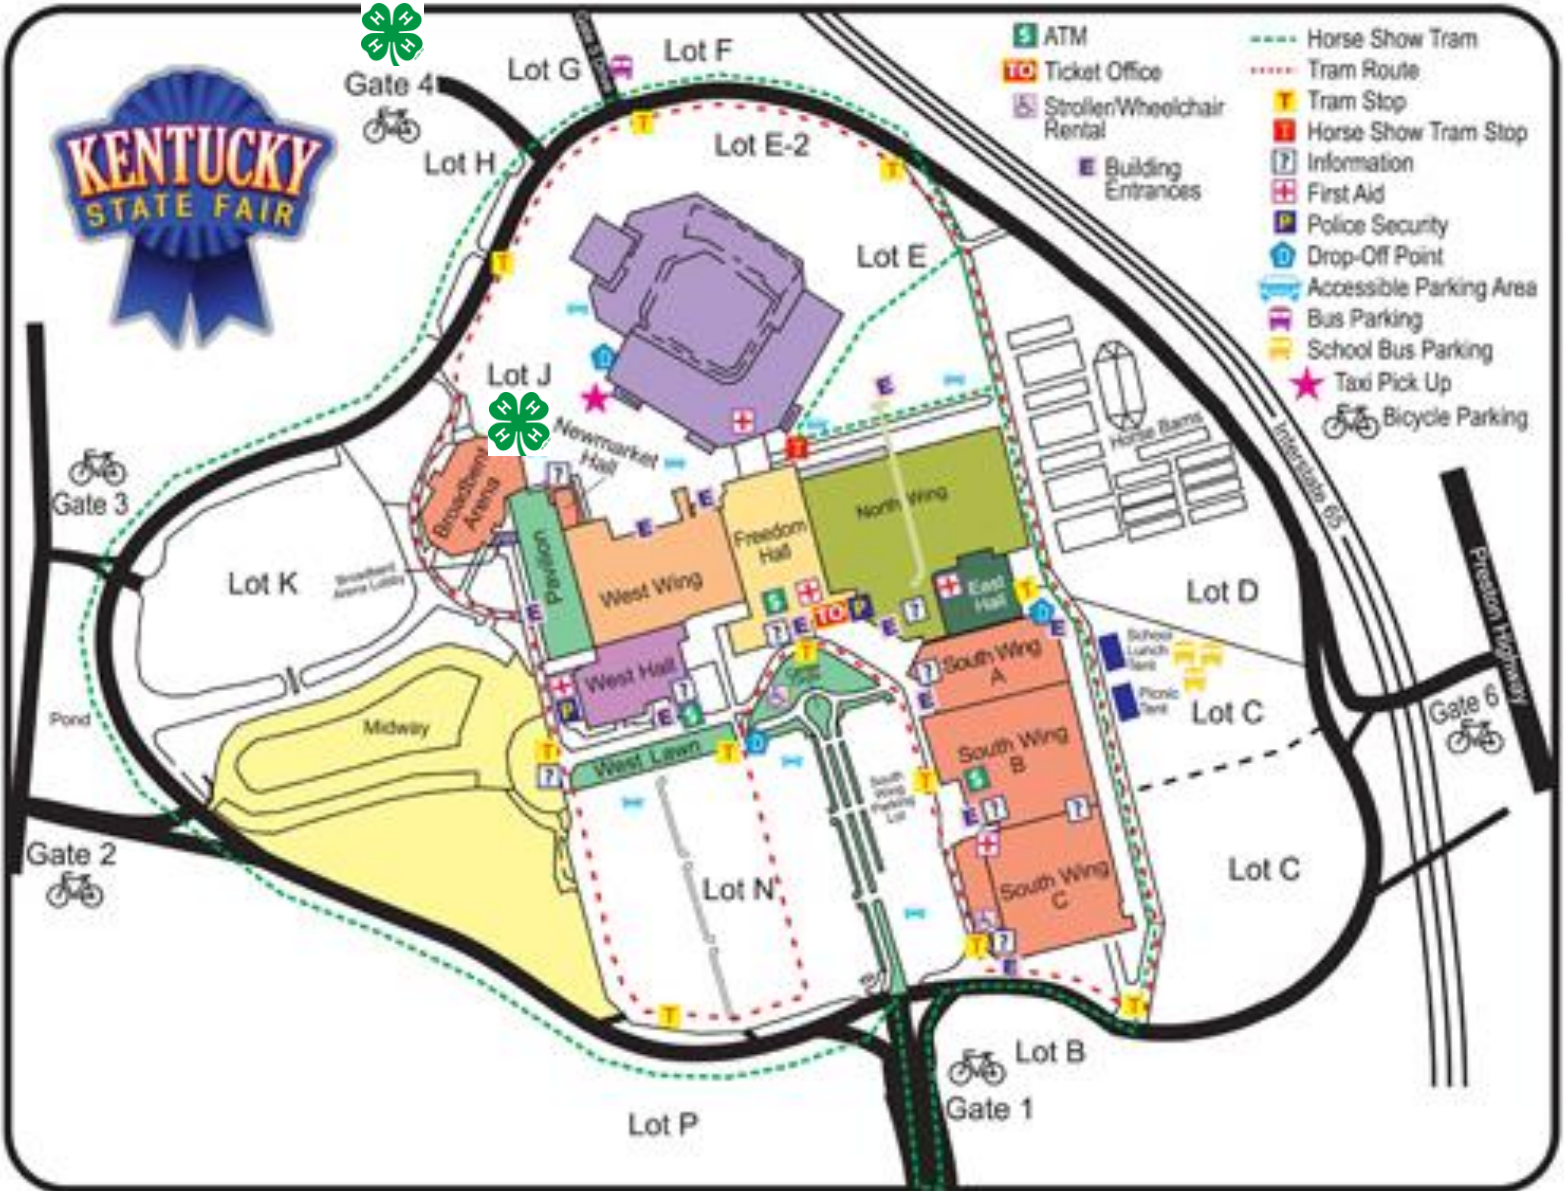 H H H H
Gate 4
KENTUCKY
STATE FAIR
Lot G
Lot F
Lot H
Lot E-2
Lot E
ATM
Ticket Office
Stroller/Wheelchair
Rental
Building
Entrances
Horse Show Tram
Tram Route
Tram Stop
Horse Show Tram Stop
Information
First Aid
Police Security
Drop-Off Point
Accessible Parking Area
Bus Parking
School Bus Parking
Taxi Pick Up
Bicycle Parking
Lot J
H H H H
Newmarket
Hall
Horse Barns
Interstate 65
Preston Highway
Gate 3
Broadbent
Arena
North Wing
Freedom
Hall
Pavilion
West Wing
Lot K
Broadbent
Arena Lobby
TO
East
Hall
Lot D
School
Lunch
Tent
South Wing
A
West Hall
Picnic
Tent
Lot C
Gate 6
Pond
Midway
West Lawn
South Wing
B
South
Wing
Parking
Lot
Gate 2
Lot N
South Wing
C
Lot C
Lot B
Gate 1
Lot P